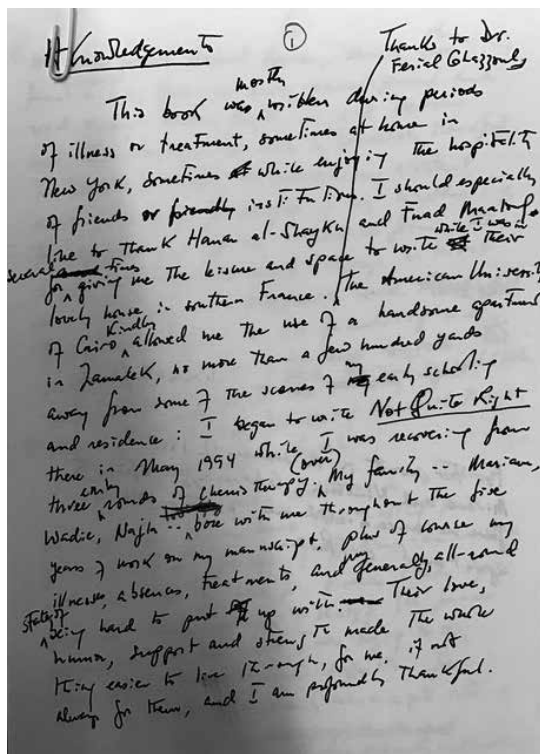 Acknowledgements
1
Thanks to Dr.
Ferial Ghazzoul
mostly
This book was written during periods
of illness or treatment, sometimes at home in
New York, sometimes while enjoying the hospitality
of friends or friendly institutions. I should especially
like to thank Hanan al-Shaykh and Fuad Maalouf
several times while I was in
for giving me the leisure and space to write their
lovely house in southern France. The American University
of Cairo kindly allowed me the use of a handsome apartment
in Zamalek, no more than a few hundred yards
away from some of the scenes of my early schooling
and residence: I began to write Not Quite Right
there in May 1994 while I was recovering from
three early rounds of chemotherapy. (over) My family -- Mariam,
Wadie, Najla -- bore with me throughout the five
years of work on my manuscript, plus of course my
illness, absences, treatments, and my generally all-round
state of
being hard to put up with. Their love,
humor, support and strength made the whole
thing easier to live through, for me, if not
always for them, and I am profoundly thankful.